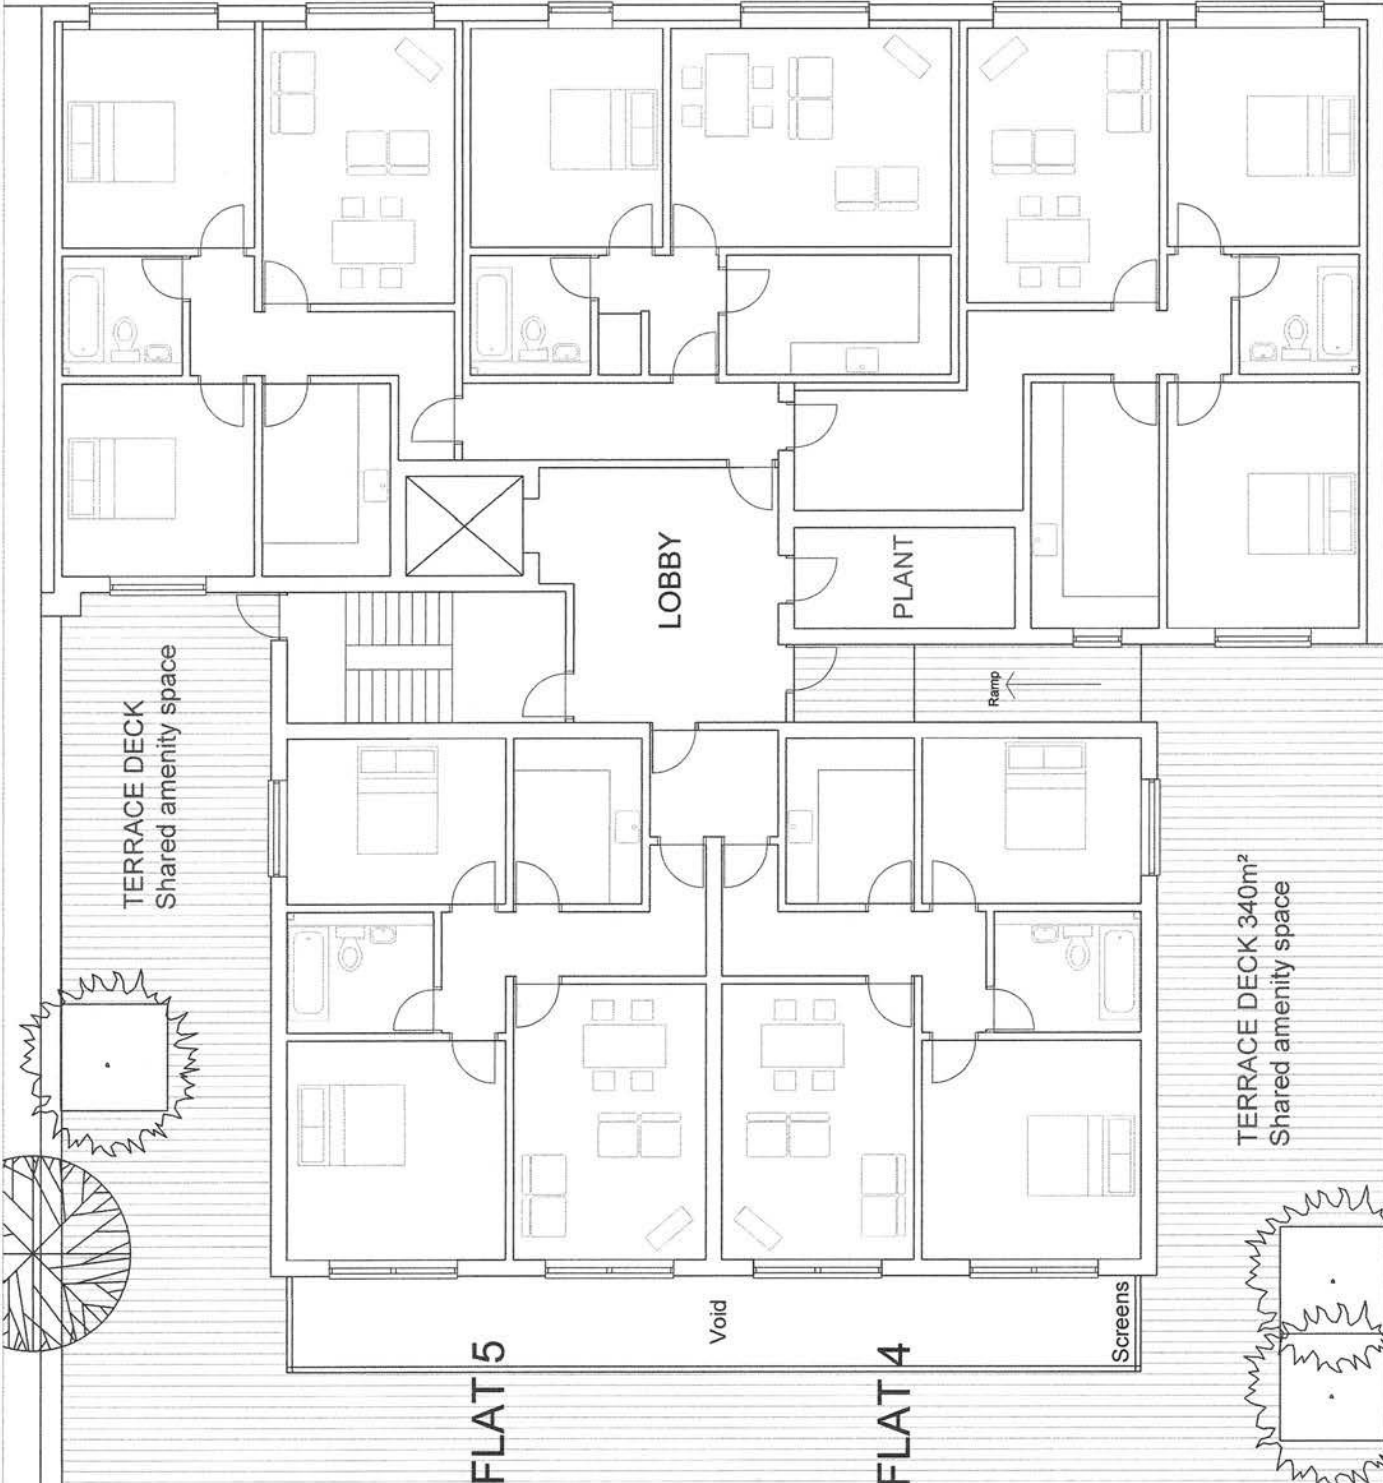 LOBBY
PLANT
Ramp
TERRACE DECK
Shared amenity space
TERRACE DECK 340m²
Shared amenity space
Void
Screens
FLAT 5
FLAT 4